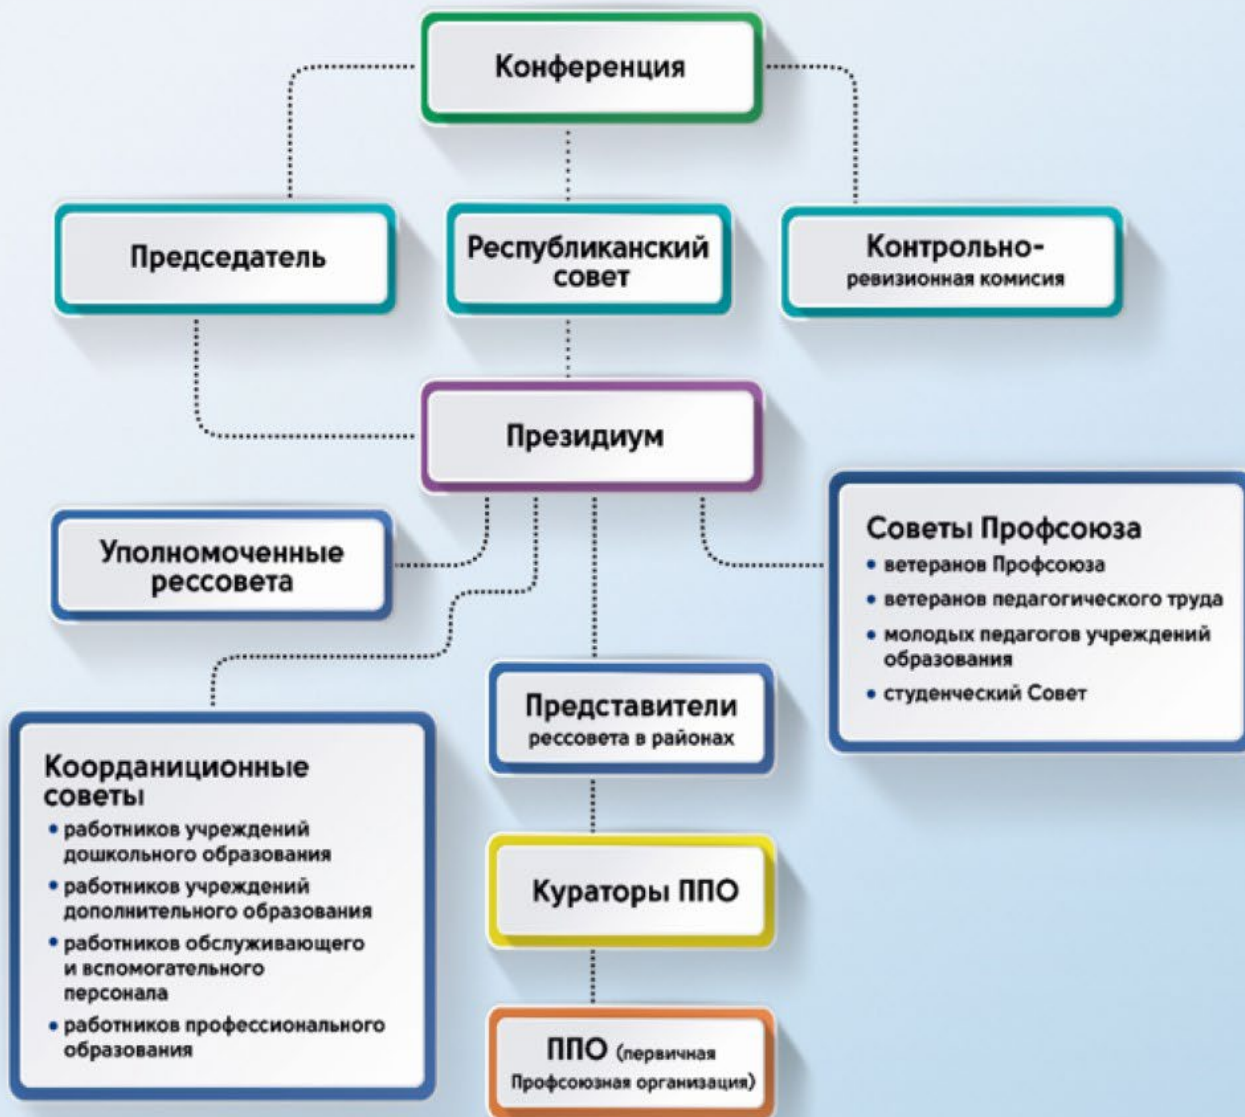 Конференция
Председатель
Республиканский
совет
Контрольно-
ревизионная комисия
Президиум
Уполномоченные
рессовета
Советы Профсоюза
• ветеранов Профсоюза
• ветеранов педагогического труда
• молодых педагогов учреждений
образования
• студенческий Совет
Представители
рессовета в районах
Коорданиционные
советы
• работников учреждений
дошкольного образования
• работников учреждений
дополнительного образования
• работников обслуживающего
и вспомогательного
персонала
• работников профессионального
образования
Кураторы ППО
ППО (первичная
Профсоюзная организация)